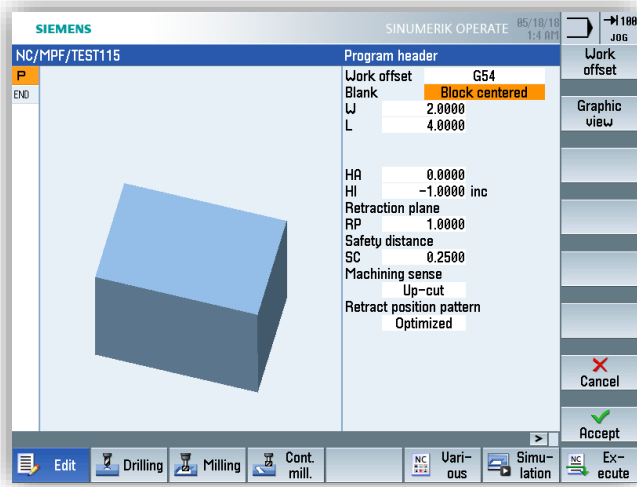 SIEMENS
SINUMERIK OPERATE
05/18/18
1:4 AM
100
JOG
NC/MPF/TEST115
Program header
Work
offset
P
END
Work offset G54
Blank Block centered
W 2.0000
L 4.0000
Graphic
view
HA 0.0000
HI -1.0000 inc
Retraction plane
RP 1.0000
Safety distance
SC 0.2500
Machining sense
Up-cut
Retract position pattern
Optimized
Cancel
Accept
>
Edit
Drilling
Milling
Cont.
mill.
NC
Vari-
ous
Simu-
lation
NC
Ex-
ecute